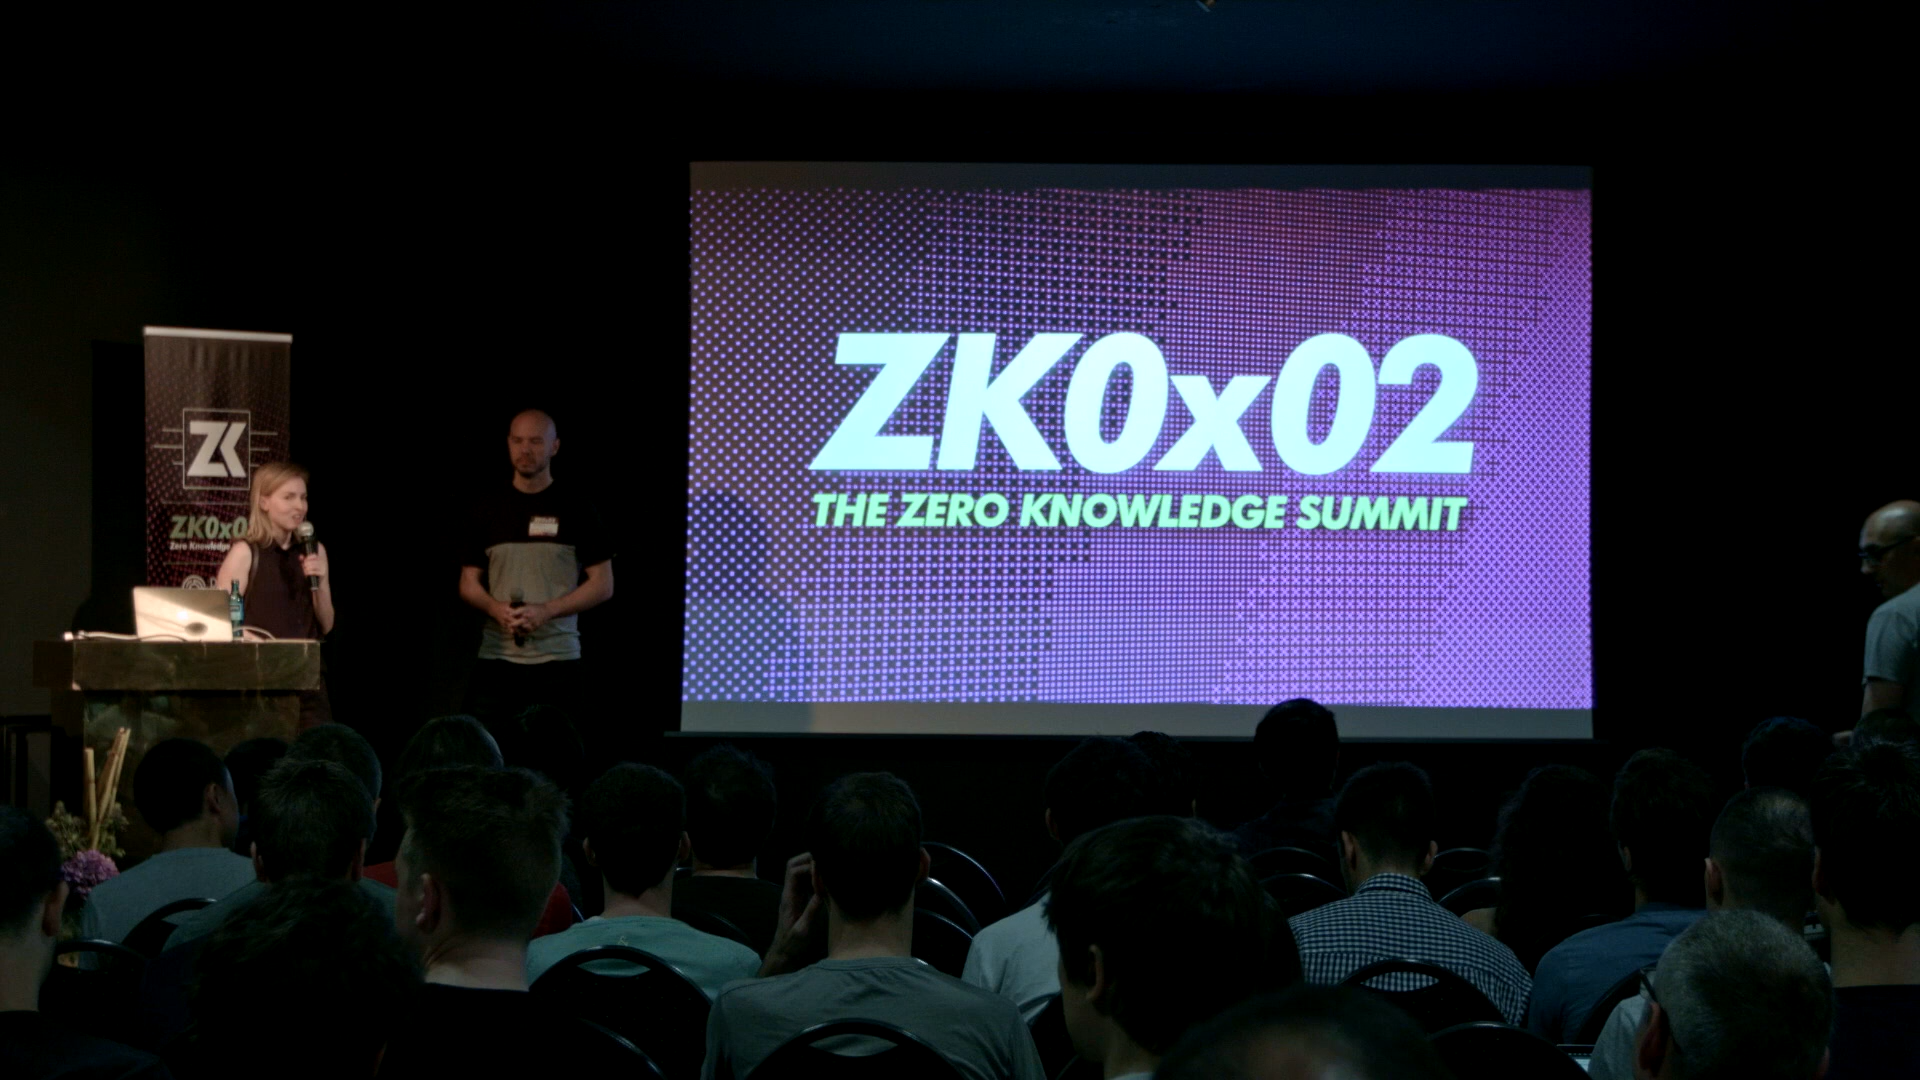 ZK0x02
THE ZERO KNOWLEDGE SUMMIT
ZK
ZK0x0
Zero Knowledge